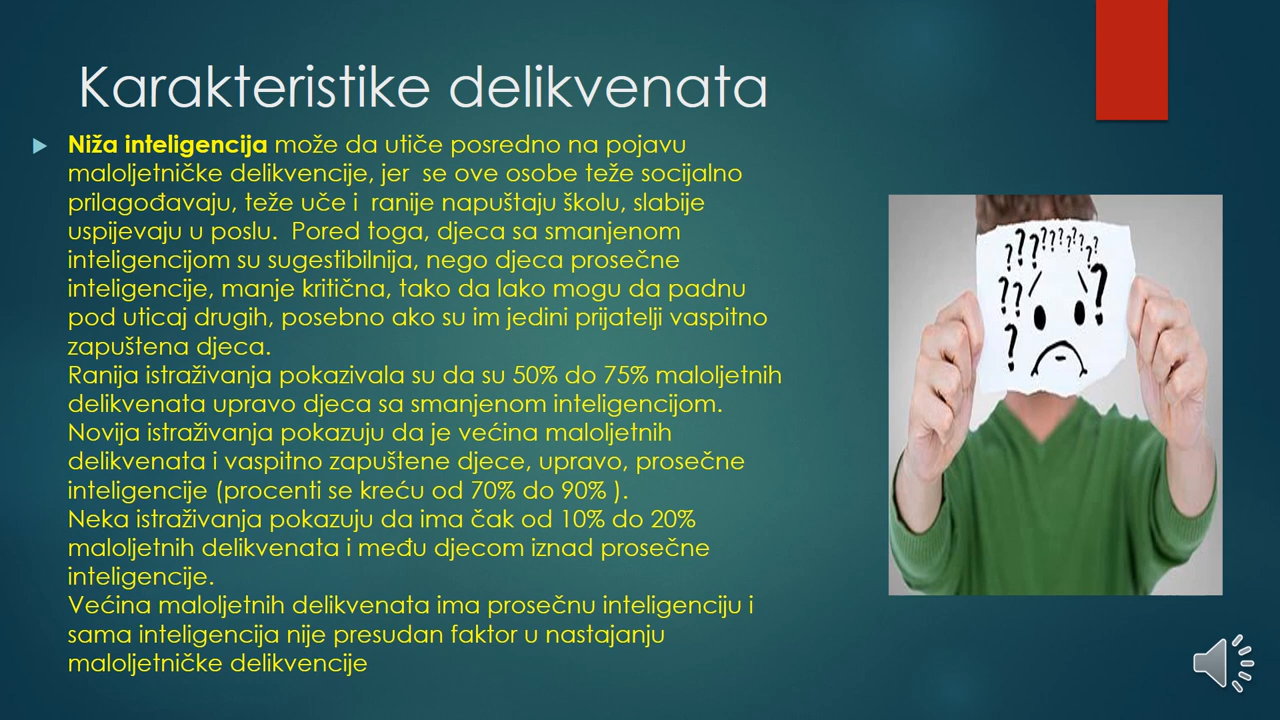 Karakteristike delikvenata
Niža inteligencija može da utiče posredno na pojavu
maloljetničke delikvencije, jer se ove osobe teže socijalno
prilagođavaju, teže uče i ranije napuštaju školu, slabije
uspijevaju u poslu. Pored toga, djeca sa smanjenom
inteligencijom su sugestibilnija, nego djeca prosečne
inteligencije, manje kritična, tako da lako mogu da padnu
pod uticaj drugih, posebno ako su im jedini prijatelji vaspitno
zapuštena djeca.
Ranija istraživanja pokazivala su da su 50% do 75% maloljetnih
delikvenata upravo djeca sa smanjenom inteligencijom.
Novija istraživanja pokazuju da je većina maloljetnih
delikvenata i vaspitno zapuštene djece, upravo, prosečne
inteligencije (procenti se kreću od 70% do 90% ).
Neka istraživanja pokazuju da ima čak od 10% do 20%
maloljetnih delikvenata i među djecom iznad prosečne
inteligencije.
Većina maloljetnih delikvenata ima prosečnu inteligenciju i
sama inteligencija nije presudan faktor u nastajanju
maloljetničke delikvencije